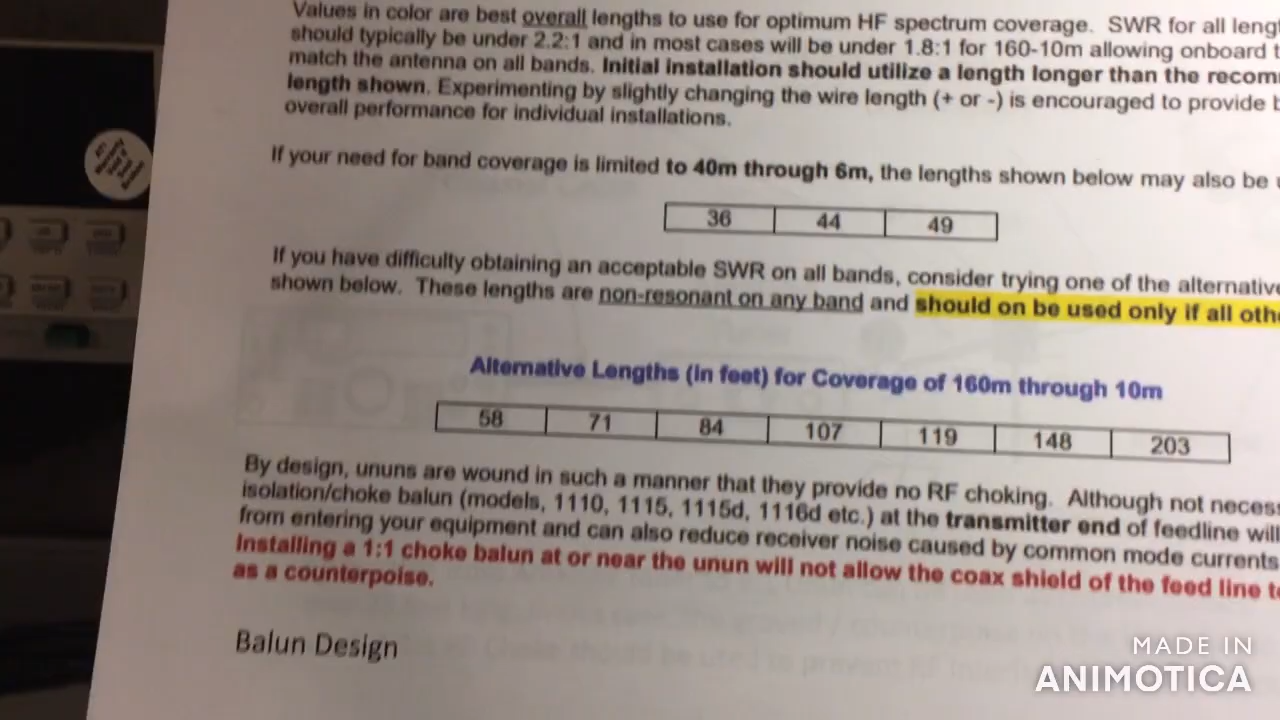 Values in color are best overall lengths to use for optimum HF spectrum coverage. SWR for all leng
should typically be under 2.2:1 and in most cases will be under 1.8:1 for 160-10m allowing onboard t
match the antenna on all bands. Initial installation should utilize a length longer than the recom
length shown. Experimenting by slightly changing the wire length (+ or -) is encouraged to provide b
overall performance for individual installations.
If your need for band coverage is limited to 40m through 6m, the lengths shown below may also be u
36 44 49
If you have difficulty obtaining an acceptable SWR on all bands, consider trying one of the alternative
shown below. These lengths are non-resonant on any band and should on be used only if all oth
Alternative Lengths (in feet) for Coverage of 160m through 10m
58 71 84 107 119 148 203
By design, ununs are wound in such a manner that they provide no RF choking. Although not neces
isolation/choke balun (models, 1110, 1115, 1115d, 1116d etc.) at the transmitter end of feedline will
from entering your equipment and can also reduce receiver noise caused by common mode currents
Installing a 1:1 choke balun at or near the unun will not allow the coax shield of the feed line to
as a counterpoise.
Balun Design
MADE IN
ANIMOTICA